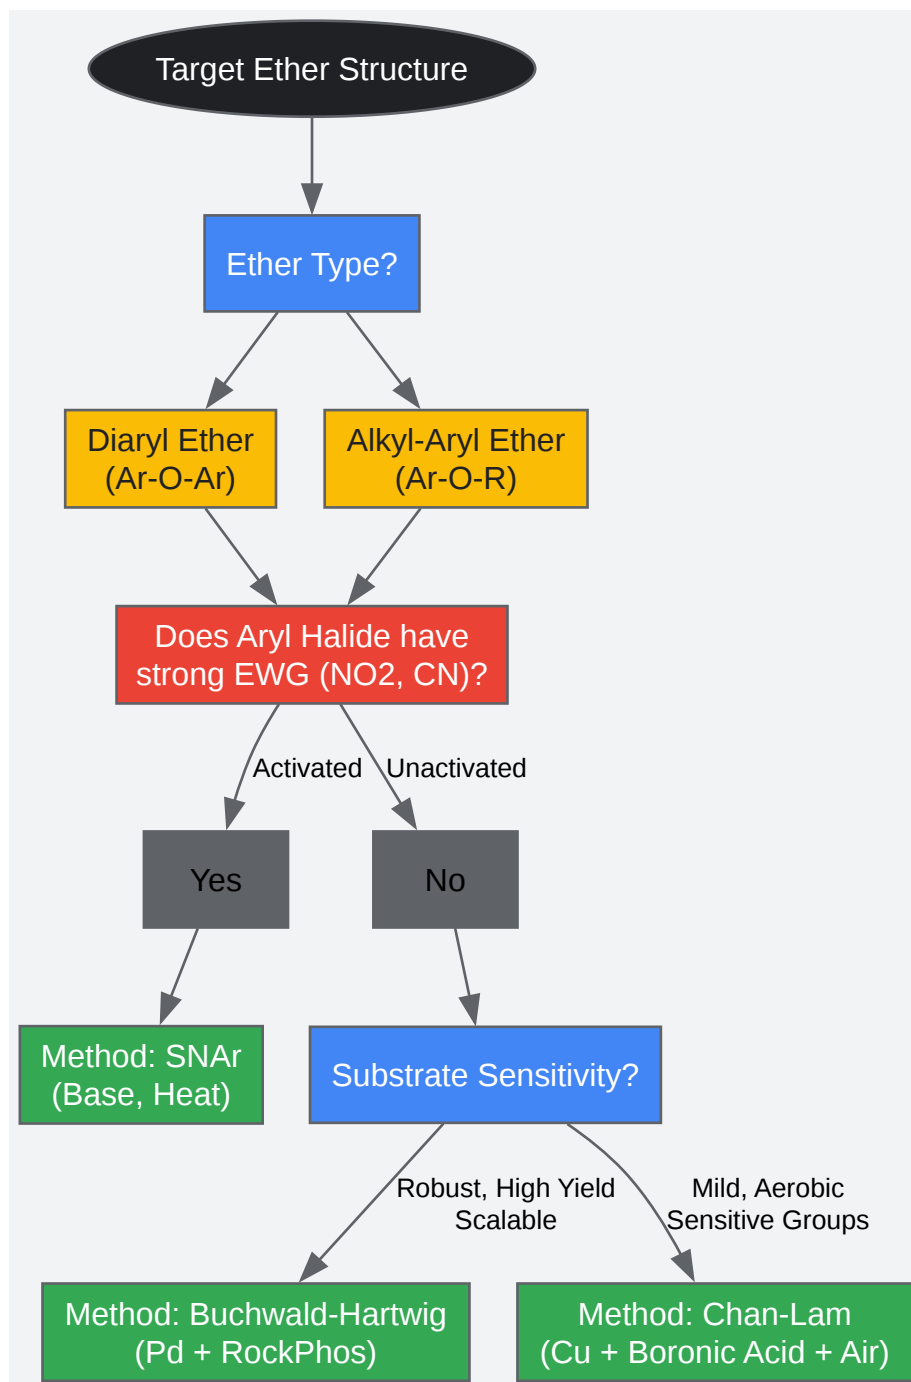 Target Ether Structure
Ether Type?
Diaryl Ether
(Ar-O-Ar)
Alkyl-Aryl Ether
(Ar-O-R)
Does Aryl Halide have
strong EWG (NO2, CN)?
Activated
Unactivated
Yes
No
Method: SNAr
(Base, Heat)
Substrate Sensitivity?
Robust, High Yield
Scalable
Mild, Aerobic
Sensitive Groups
Method: Buchwald-Hartwig
(Pd + RockPhos)
Method: Chan-Lam
(Cu + Boronic Acid + Air)